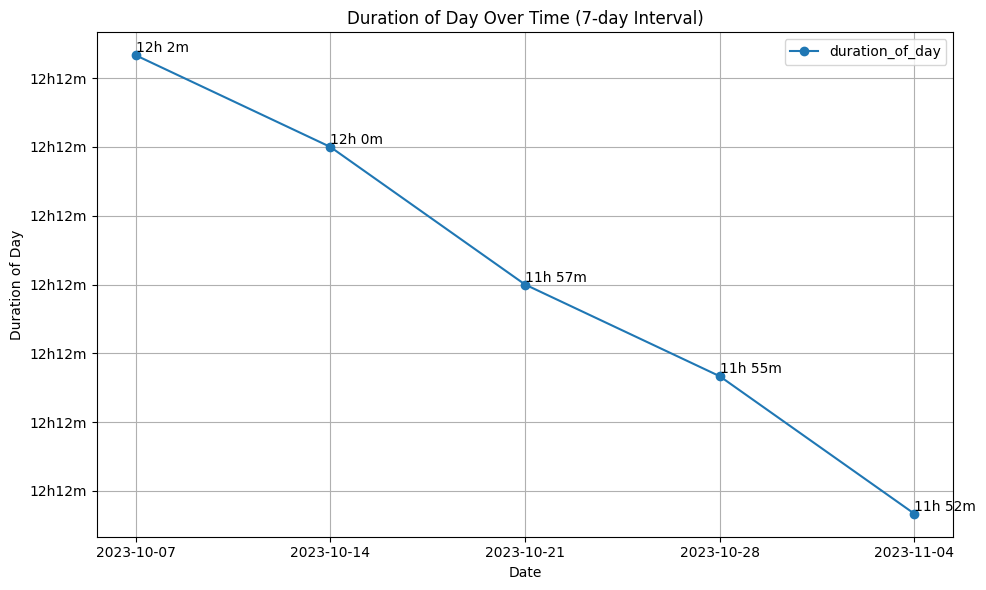 Duration of Day Over Time (7-day Interval)
duration_of_day
12h 2m
12h 0m
11h 57m
11h 55m
11h 52m
12h12m
12h12m
12h12m
12h12m
12h12m
12h12m
12h12m
Duration of Day
2023-10-07 2023-10-14 2023-10-21 2023-10-28 2023-11-04
Date